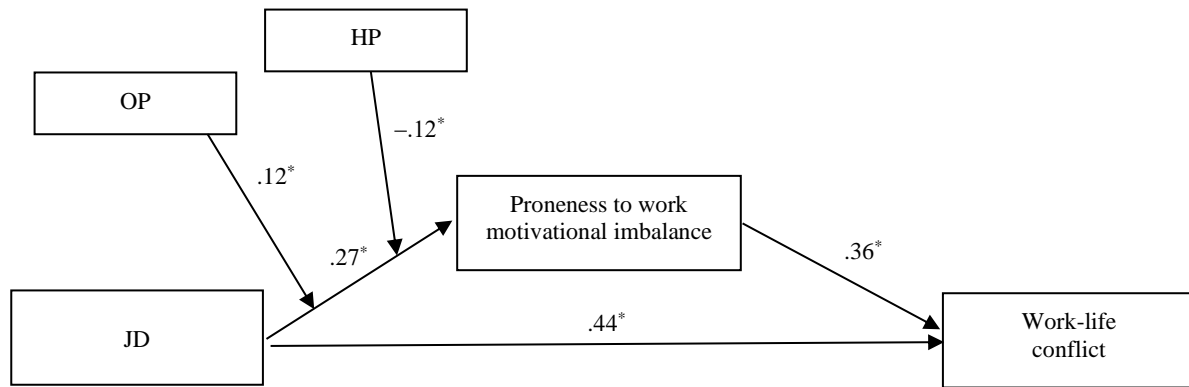 HP
OP
–.12*
.12*
Proneness to work
motivational imbalance
.27*
.36*
JD
.44*
Work-life
conflict